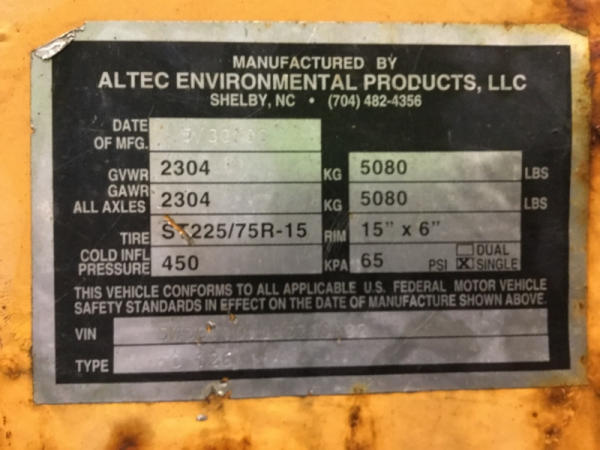 MANUFACTURED BY
ALTEC ENVIRONMENTAL PRODUCTS, LLC
SHELBY, NC • (704) 482-4356
DATE
OF MFG.
GVWR 2304 KG 5080 LBS
GAWR
ALL AXLES 2304 KG 5080 LBS
TIRE ST225/75R-15 RIM 15" x 6"
COLD INFL
PRESSURE 450 KPA 65 PSI DUAL
SINGLE
THIS VEHICLE CONFORMS TO ALL APPLICABLE U.S. FEDERAL MOTOR VEHICLE
SAFETY STANDARDS IN EFFECT ON THE DATE OF MANUFACTURE SHOWN ABOVE.
VIN
TYPE